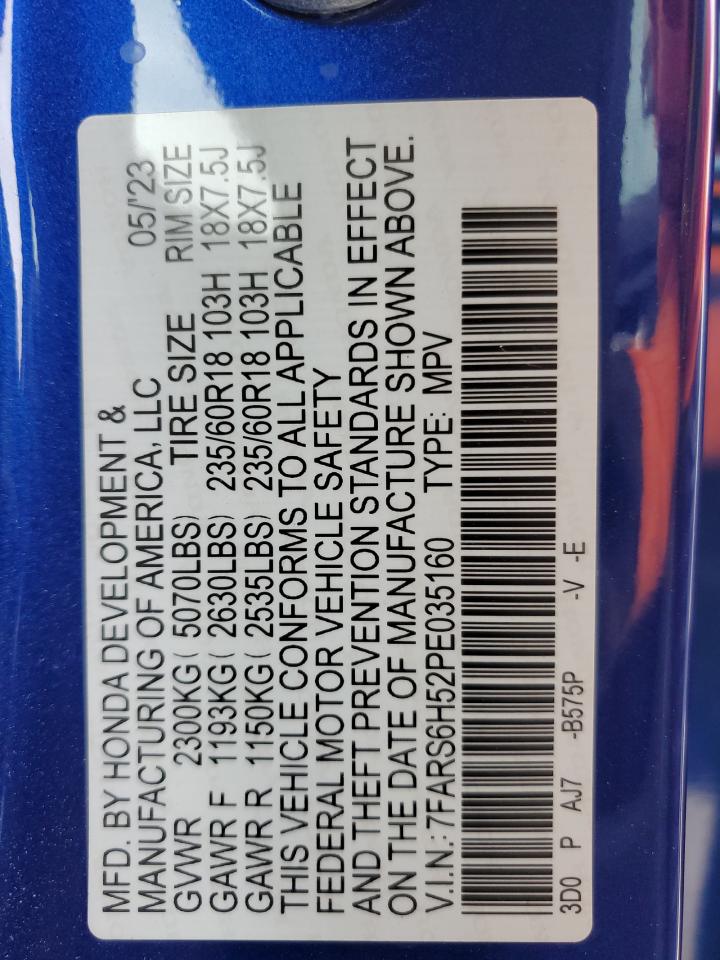 MFD. BY HONDA DEVELOPMENT &
MANUFACTURING OF AMERICA, LLC 05/'23
GVWR 2300KG( 5070LBS) TIRE SIZE RIM SIZE
GAWR F 1193KG( 2630LBS) 235/60R18 103H 18X7.5J
GAWR R 1150KG( 2535LBS) 235/60R18 103H 18X7.5J
THIS VEHICLE CONFORMS TO ALL APPLICABLE
FEDERAL MOTOR VEHICLE SAFETY
AND THEFT PREVENTION STANDARDS IN EFFECT
ON THE DATE OF MANUFACTURE SHOWN ABOVE.
V.I.N.: 7FARS6H52PE035160 TYPE: MPV
3D0 P AJ7 -B575P -V -E